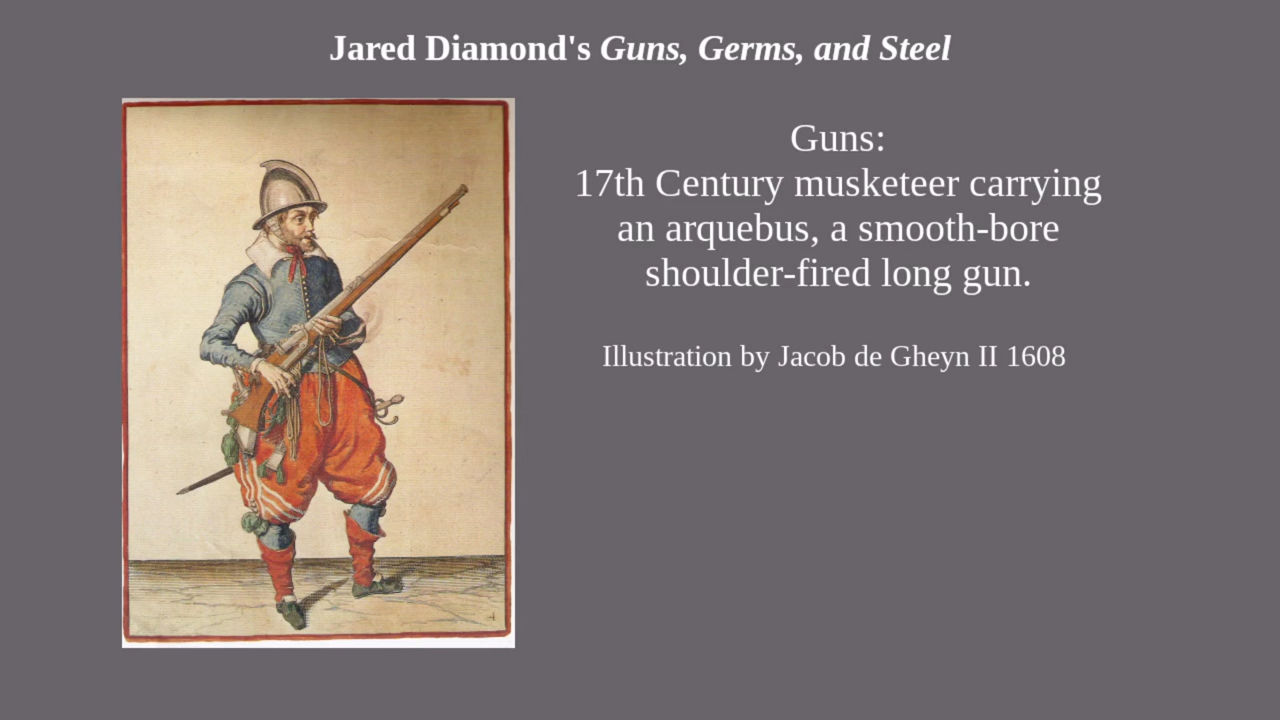 Jared Diamond's Guns, Germs, and Steel
Guns:
17th Century musketeer carrying
an arquebus, a smooth-bore
shoulder-fired long gun.
Illustration by Jacob de Gheyn II 1608